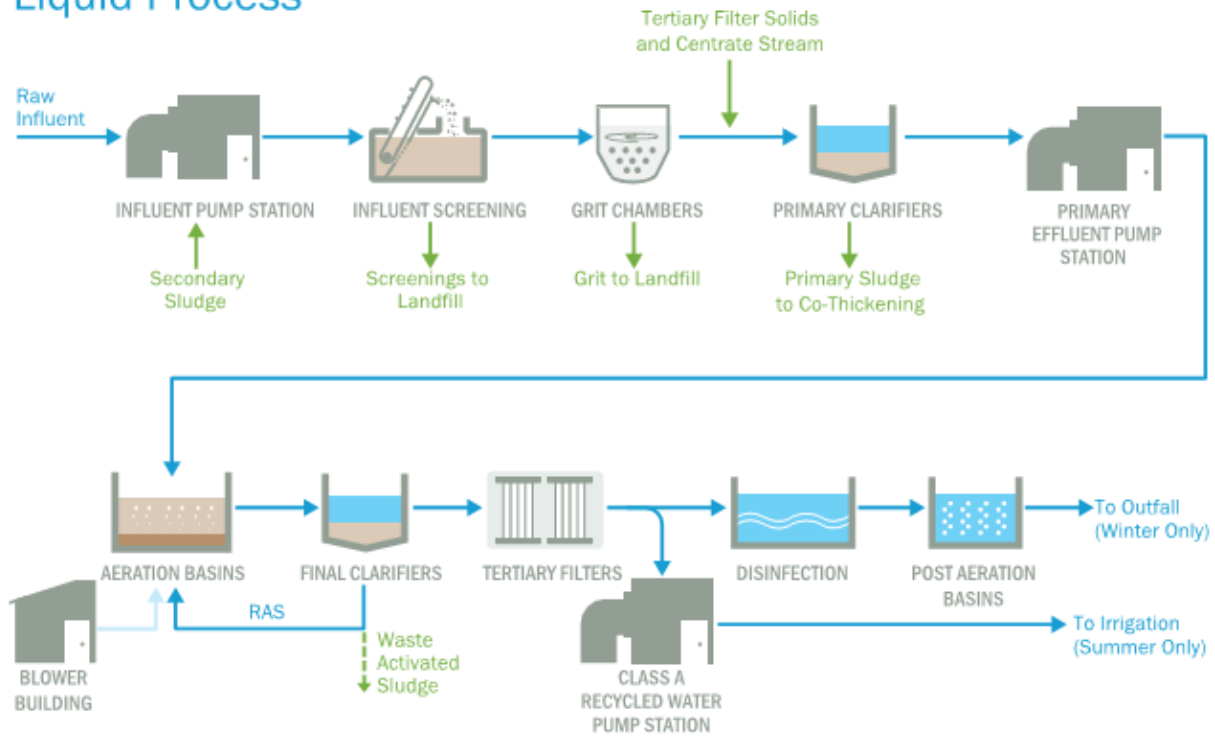 Liquid Process
Tertiary Filter Solids
and Centrate Stream
Raw
Influent
INFLUENT PUMP STATION
INFLUENT SCREENING
GRIT CHAMBERS
PRIMARY CLARIFIERS
PRIMARY
EFFLUENT PUMP
STATION
Secondary
Sludge
Screenings to
Landfill
Grit to Landfill
Primary Sludge
to Co-Thickening
To Outfall
(Winter Only)
AERATION BASINS
FINAL CLARIFIERS
TERTIARY FILTERS
DISINFECTION
POST AERATION
BASINS
RAS
Waste
Activated
Sludge
To Irrigation
(Summer Only)
BLOWER
BUILDING
CLASS A
RECYCLED WATER
PUMP STATION